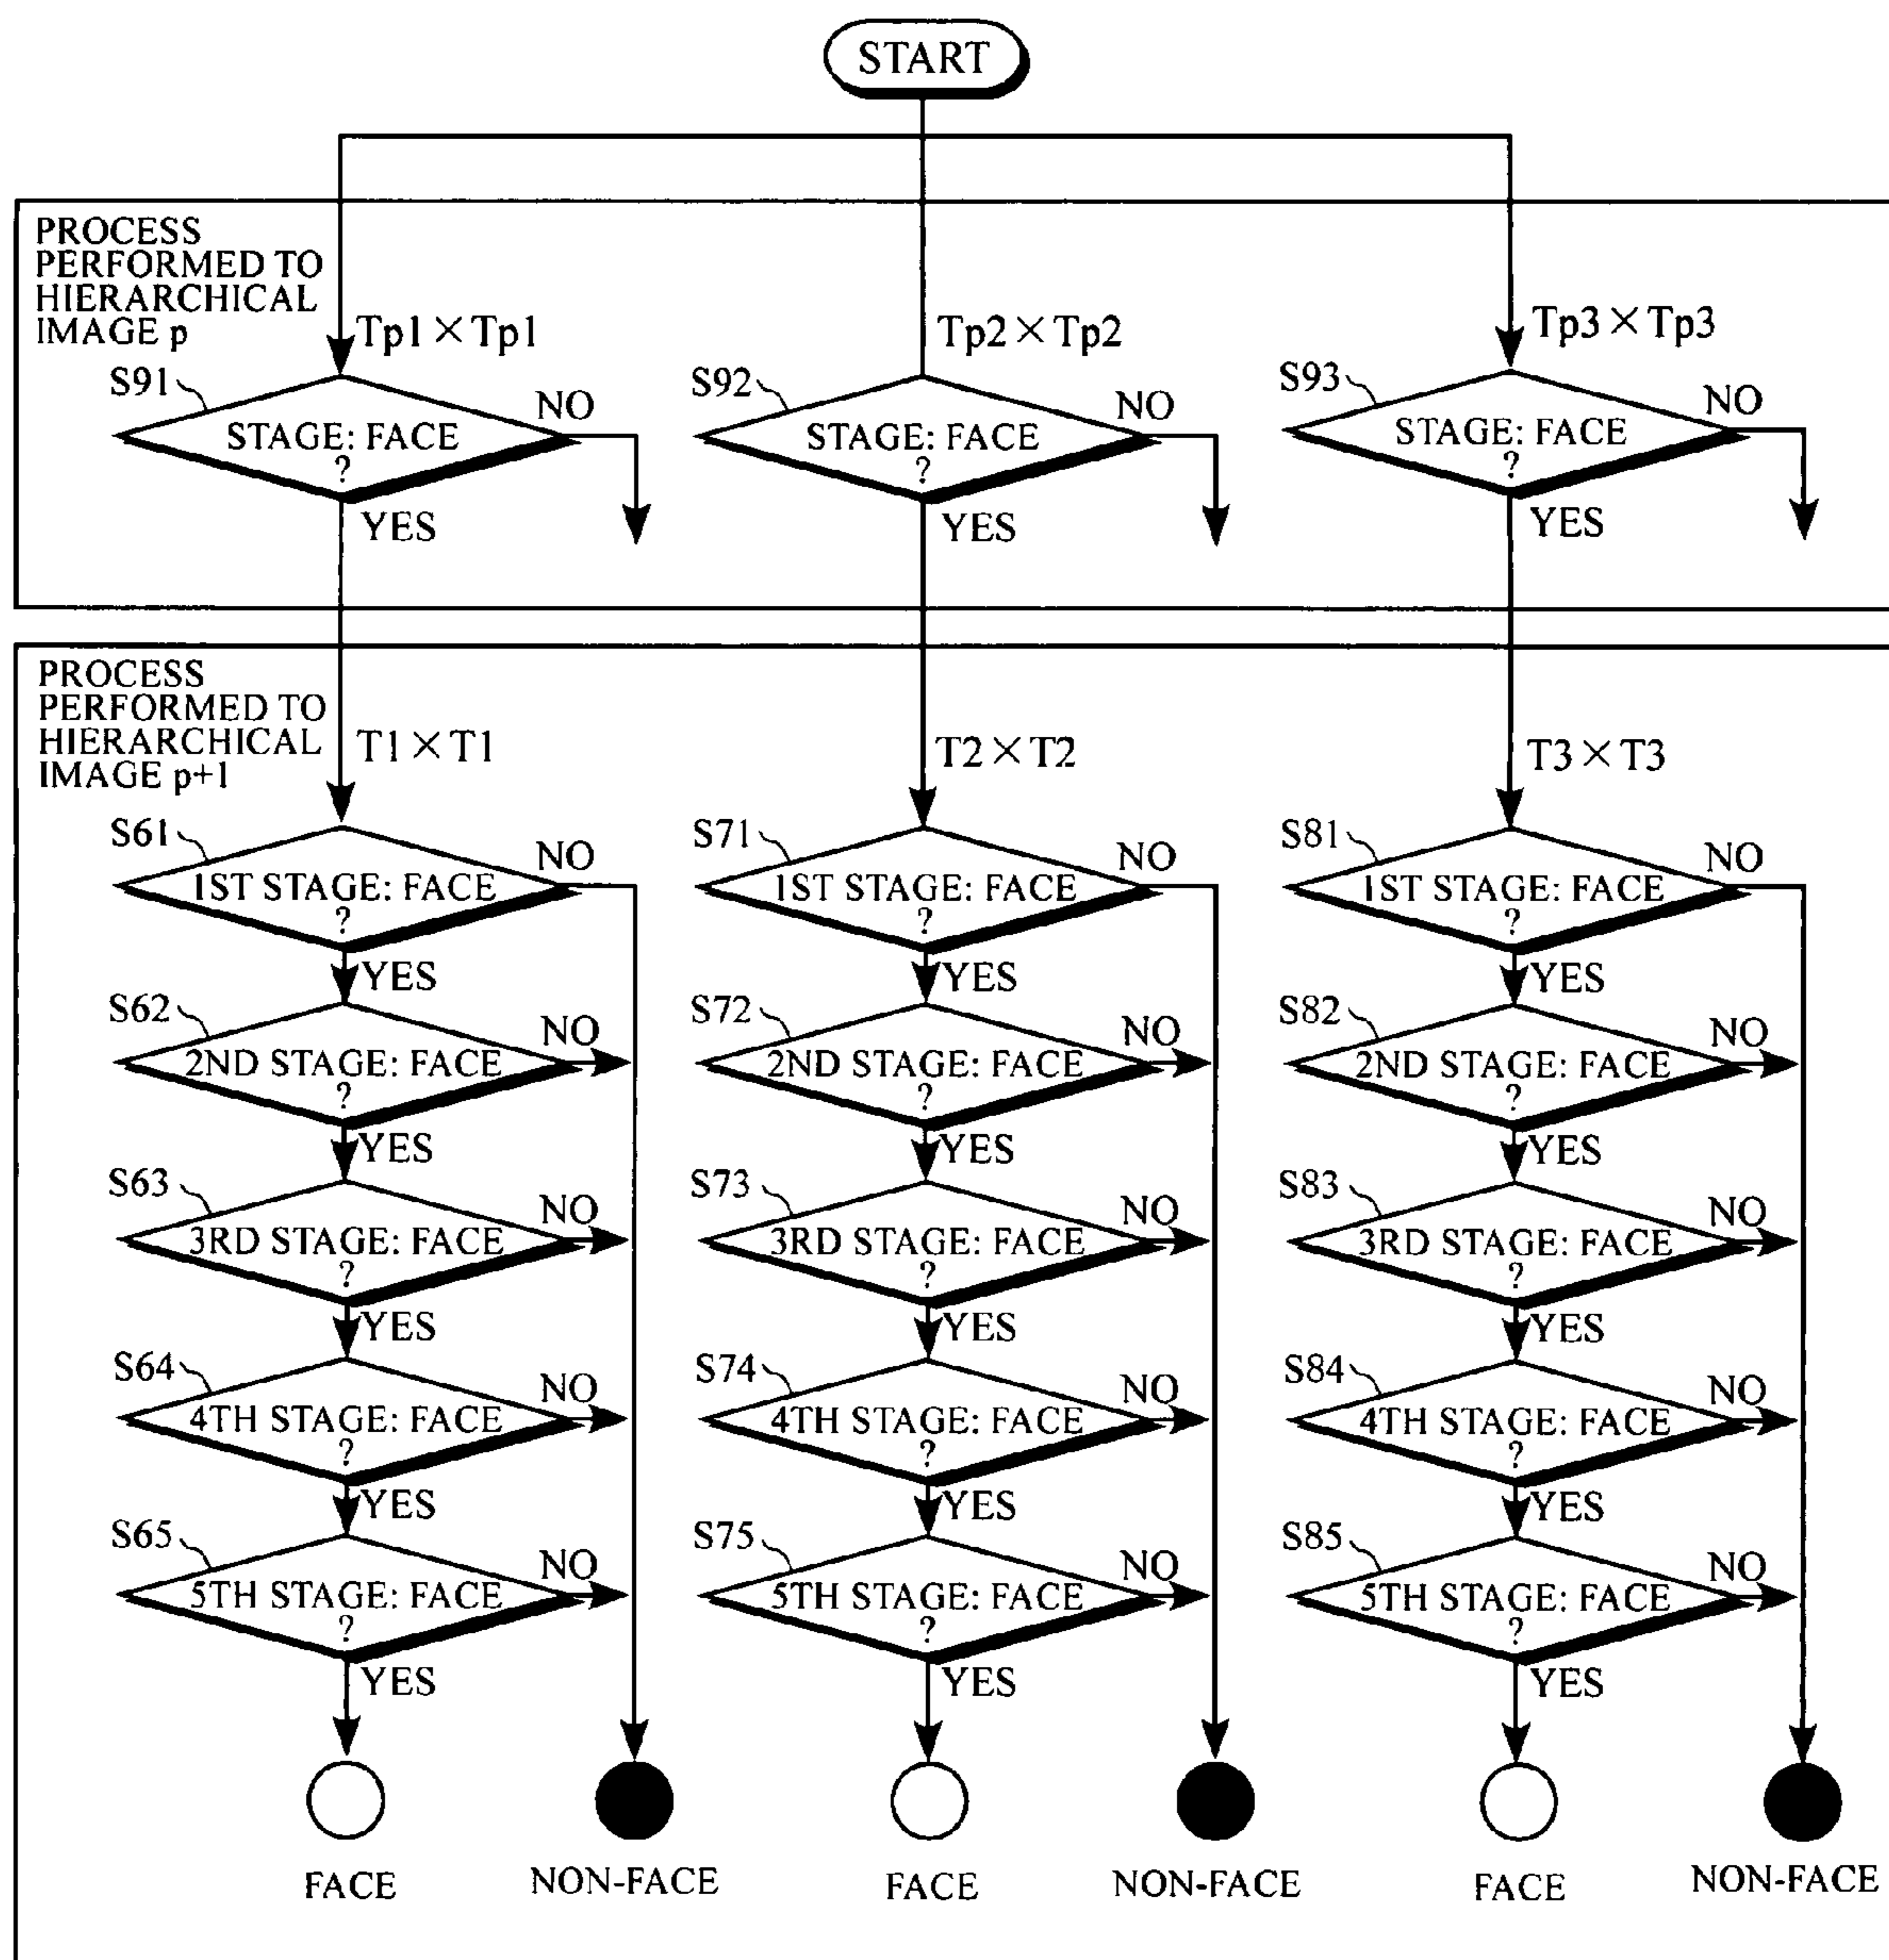 START
PROCESS
PERFORMED TO
HIERARCHICAL
IMAGE p
Tp1×Tp1
Tp2×Tp2
Tp3×Tp3
S91
STAGE: FACE
?
NO
YES
S92
STAGE: FACE
?
NO
YES
S93
STAGE: FACE
?
NO
YES
PROCESS
PERFORMED TO
HIERARCHICAL
IMAGE p+1
T1×T1
T2×T2
T3×T3
S61
1ST STAGE: FACE
?
NO
YES
S71
1ST STAGE: FACE
?
NO
YES
S81
1ST STAGE: FACE
?
NO
YES
S62
2ND STAGE: FACE
?
NO
YES
S72
2ND STAGE: FACE
?
NO
YES
S82
2ND STAGE: FACE
?
NO
YES
S63
3RD STAGE: FACE
?
NO
YES
S73
3RD STAGE: FACE
?
NO
YES
S83
3RD STAGE: FACE
?
NO
YES
S64
4TH STAGE: FACE
?
NO
YES
S74
4TH STAGE: FACE
?
NO
YES
S84
4TH STAGE: FACE
?
NO
YES
S65
5TH STAGE: FACE
?
NO
YES
S75
5TH STAGE: FACE
?
NO
YES
S85
5TH STAGE: FACE
?
NO
YES
FACE
NON-FACE
FACE
NON-FACE
FACE
NON-FACE